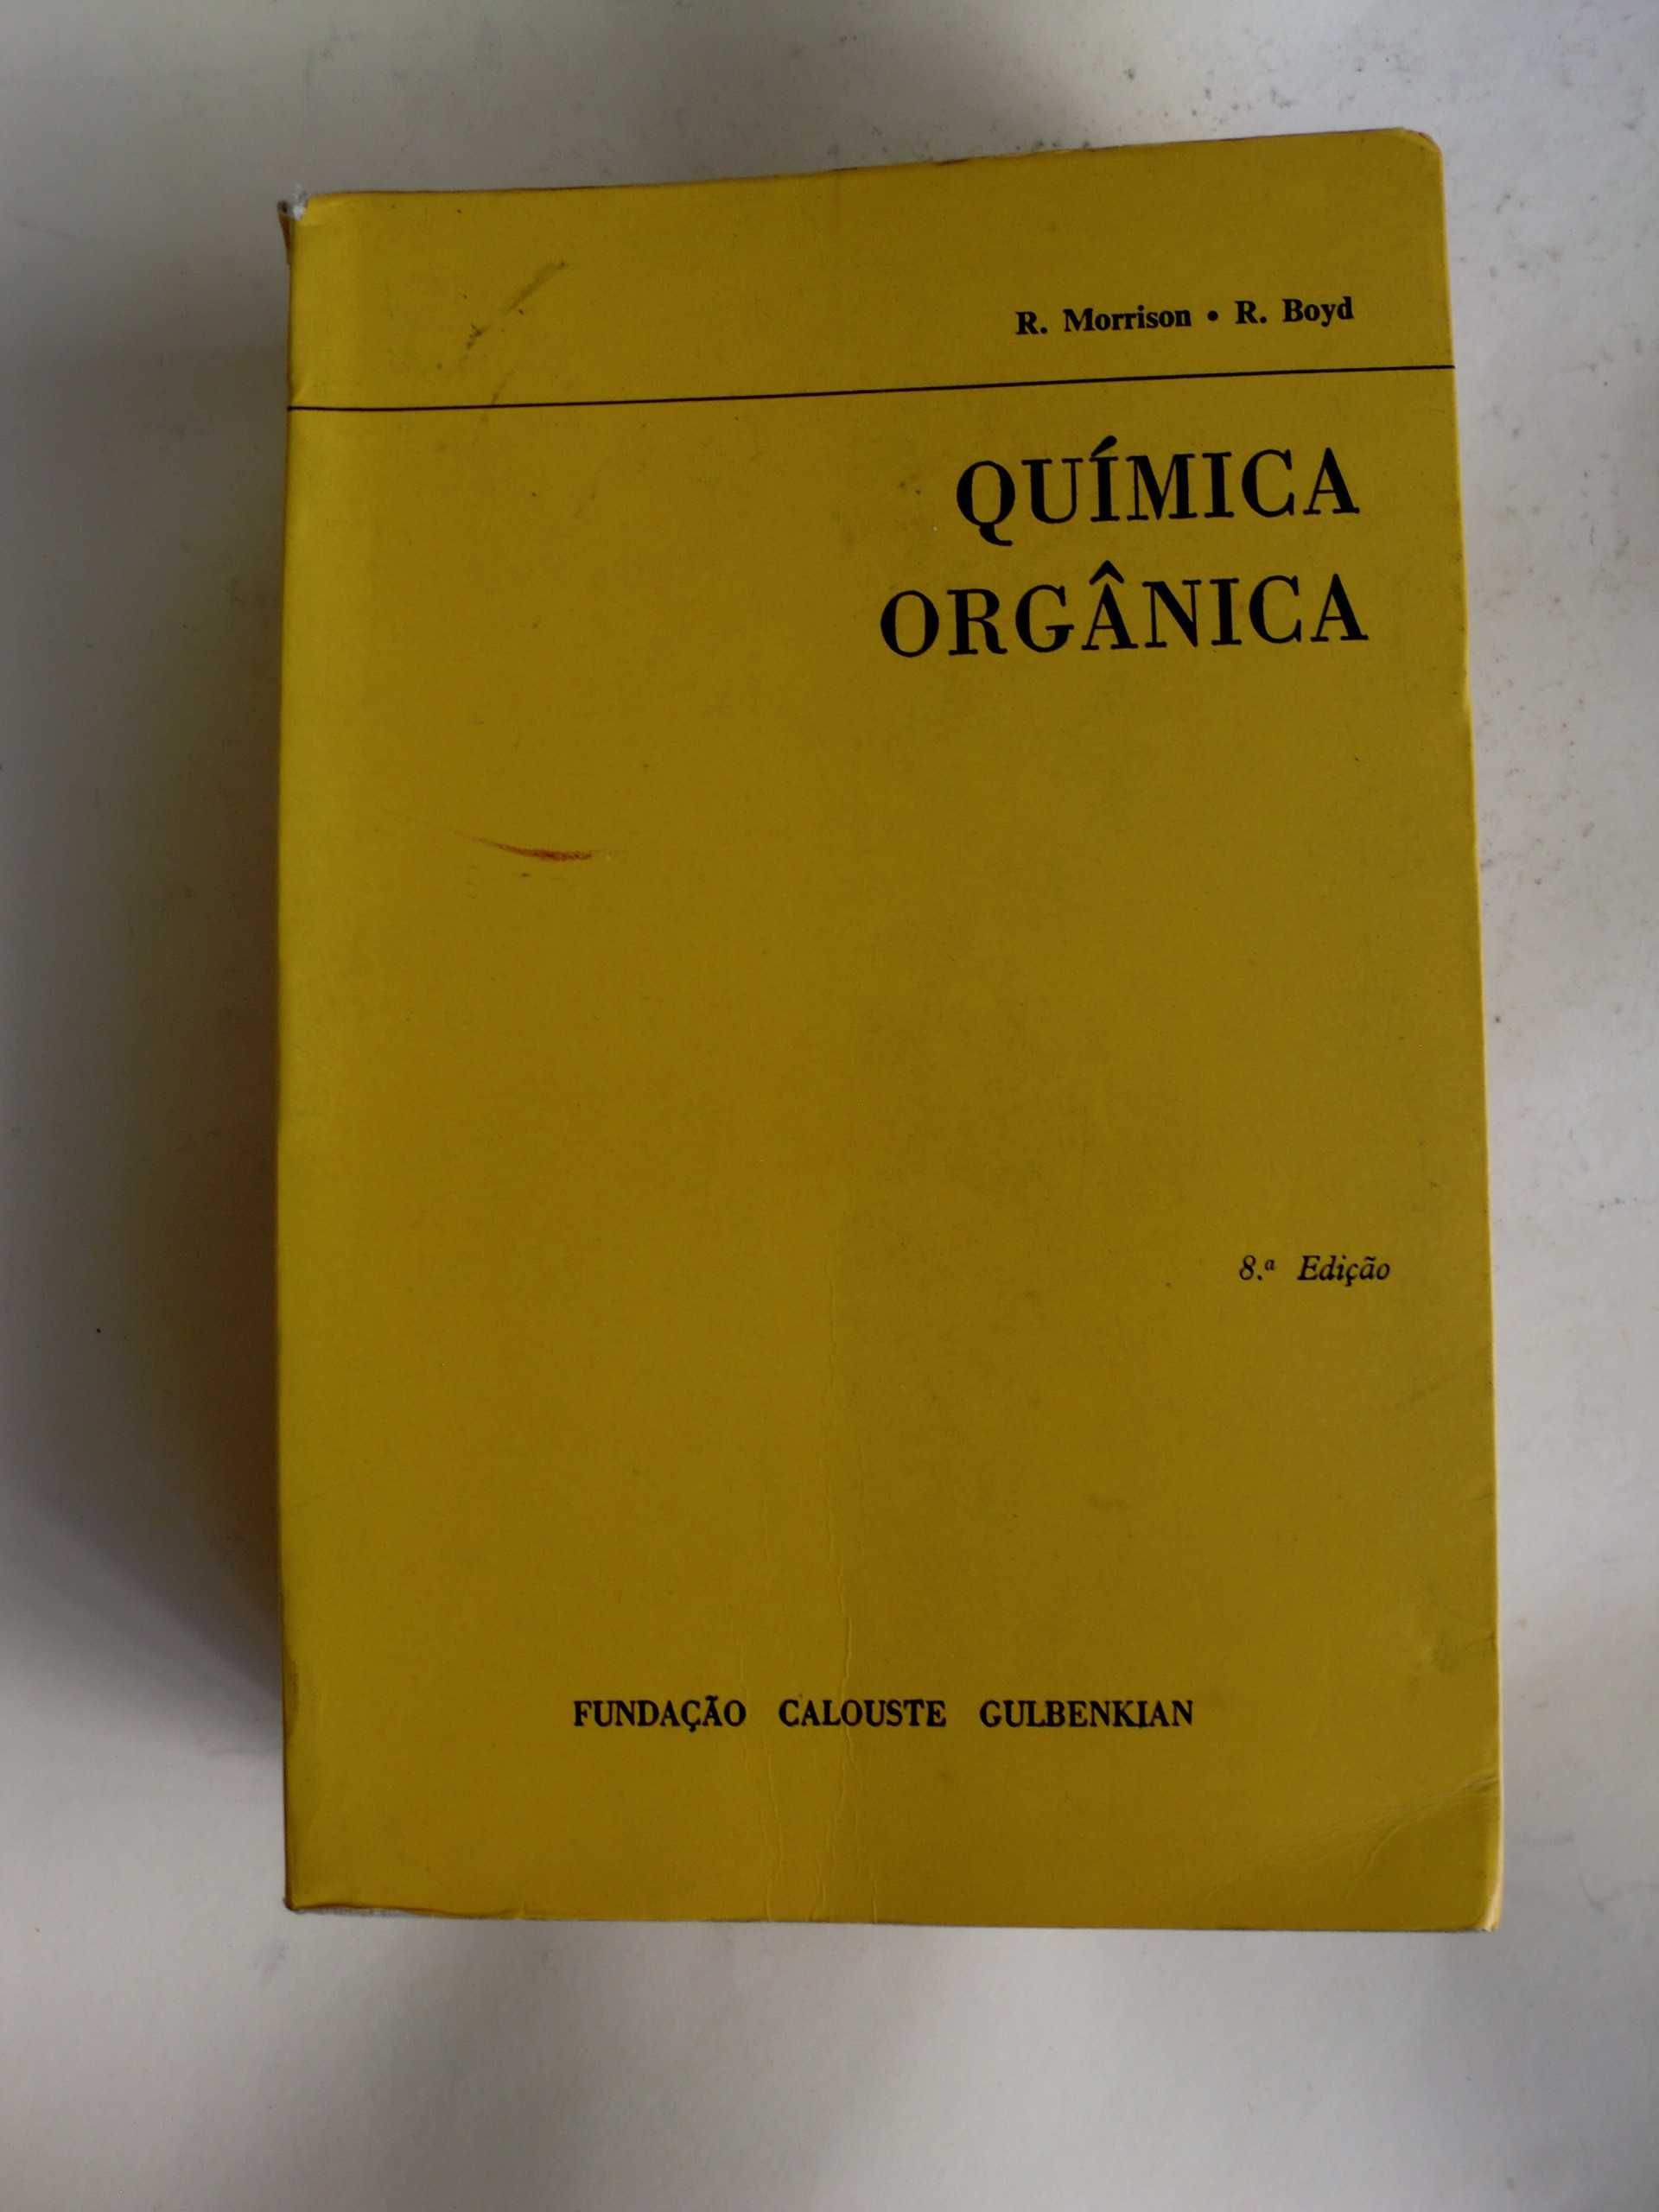 R. Morrison • R. Boyd
QUÍMICA
ORGÂNICA
8.ª Edição
FUNDAÇÃO CALOUSTE GULBENKIAN